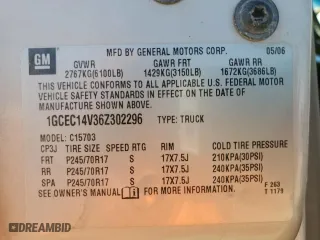 GM
MFD BY GENERAL MOTORS CORP. 05/06
GVWR GAWR FRT GAWR RR
2767KG(6100LB) 1429KG(3150LB) 1672KG(3686LB)
THIS VEHICLE CONFORMS TO ALL APPLICABLE U.S. FEDERAL MOTOR
VEHICLE SAFETY STANDARDS IN EFFECT ON THE DATE OF
MANUFACTURE SHOWN ABOVE.
1GCEC14V36Z302296 TYPE: TRUCK
MODEL: C15703
CP3J TIRE SIZE SPEED RTG RIM COLD TIRE PRESSURE
FRT P245/70R17 S 17X7.5J 210KPA(30PSI)
RR P245/70R17 S 17X7.5J 240KPA(35PSI)
SPA P245/70R17 S 17X7.5J 240KPA(35PSI)
SEE OWNER'S MANUAL FOR MORE INFORMATION F 263
T 1179
DIRT2CASH